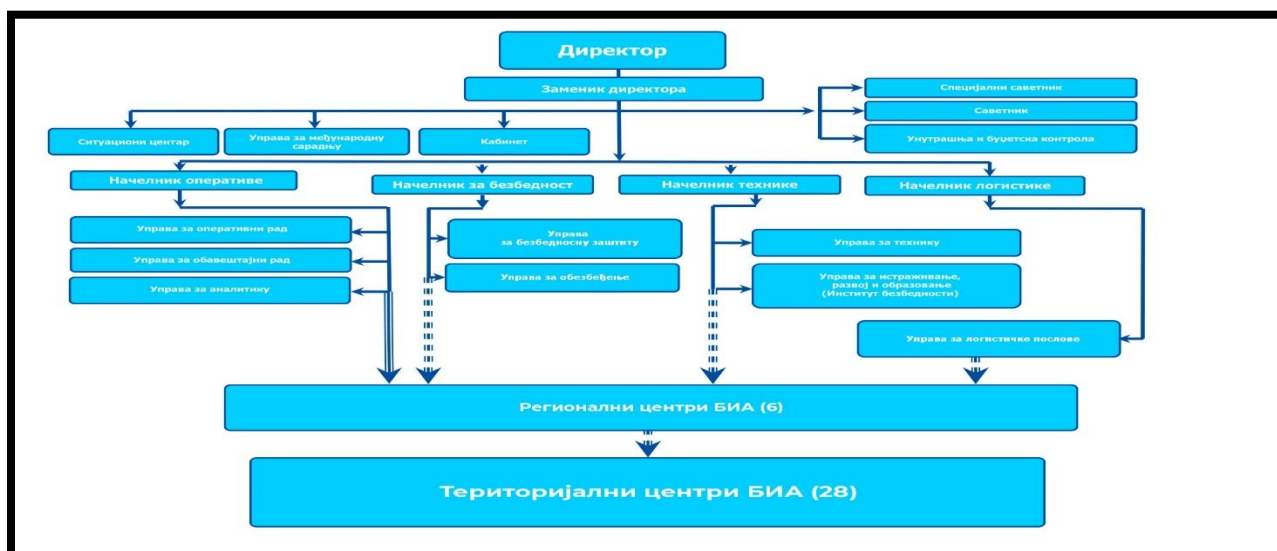 Директор
Заменик директора
Специјални саветник
Саветник
Унутрашња и буџетска контрола
Ситуациони центар
Управа за међународну
сарадњу
Кабинет
Начелник оперативе
Начелник за безбедност
Начелник технике
Начелник логистике
Управа за оперативни рад
Управа за обавештајни рад
Управа за аналитику
Управа
за безбедносну заштиту
Управа за обезбеђење
Управа за технику
Управа за истраживање,
развој и образовање
(Институт безбедности)
Управа за логистичке послове
Регионални центри БИА (6)
Територијални центри БИА (28)